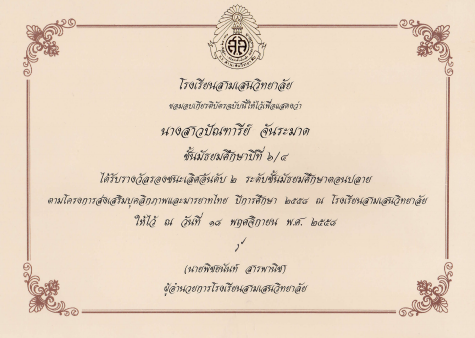 โรงเรียนสามเสนวิทยาลัย
ขอมอบเกียรติบัตรฉบับนี้ให้ไว้เพื่อแสดงว่า
นางสาวปัณฑารีย์ จันระมาด
ชั้นมัธยมศึกษาปีที่ ๖/๔
ได้รับรางวัลรองชนะเลิศอันดับ ๒ ระดับชั้นมัธยมศึกษาตอนปลาย
ตามโครงการส่งเสริมบุคลิกภาพและมารยาทไทย ปีการศึกษา ๒๕๕๘ ณ โรงเรียนสามเสนวิทยาลัย
ให้ไว้ ณ วันที่ ๑๘ พฤศจิกายน พ.ศ. ๒๕๕๘
(นายพิชยนันท์ สารพานิช)
ผู้อำนวยการโรงเรียนสามเสนวิทยาลัย